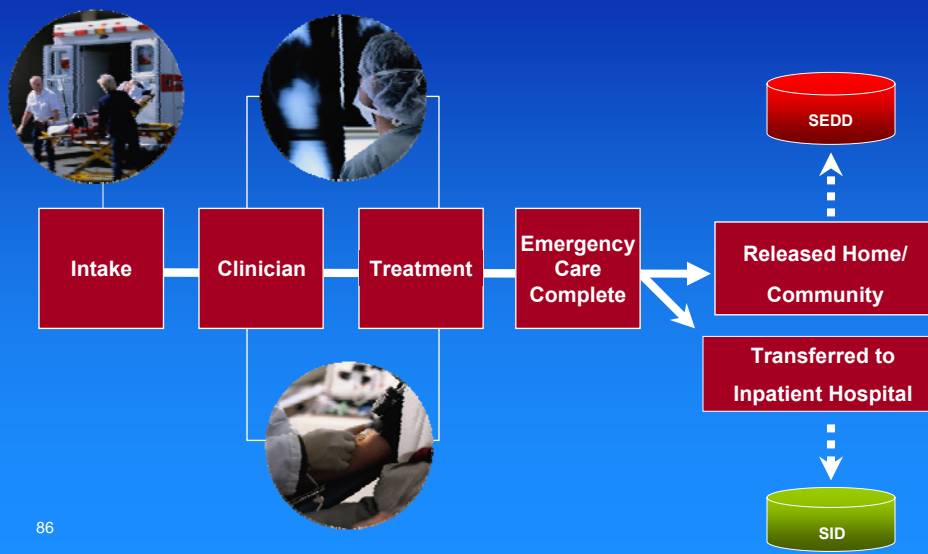 SEDD
Intake
Clinician
Treatment
Emergency
Care
Complete
Released Home/
Community
Transferred to
Inpatient Hospital
SID
86